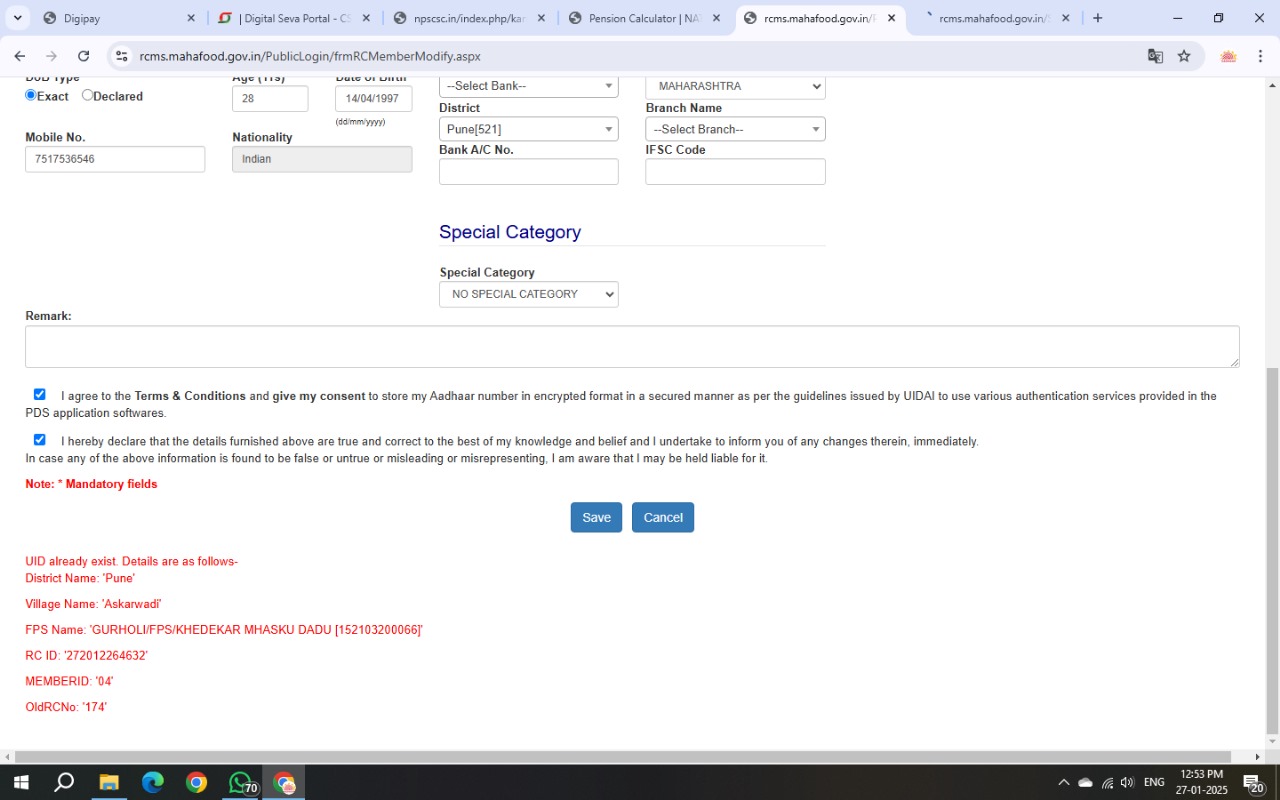 Digipay
| Digital Seva Portal - CS
npscsc.in/index.php/kar
Pension Calculator | NA
rcms.mahafood.gov.in/P
rcms.mahafood.gov.in/S
rcms.mahafood.gov.in/PublicLogin/frmRCMemberModify.aspx
DoB Type
Age (Yrs)
Date of Birth
Exact
Declared
28
14/04/1997
(dd/mm/yyyy)
--Select Bank--
MAHARASHTRA
District
Branch Name
Pune[521]
--Select Branch--
Mobile No.
Nationality
7517536546
Indian
Bank A/C No.
IFSC Code
Special Category
Special Category
NO SPECIAL CATEGORY
Remark:
I agree to the Terms & Conditions and give my consent to store my Aadhaar number in encrypted format in a secured manner as per the guidelines issued by UIDAI to use various authentication services provided in the
PDS application softwares.
I hereby declare that the details furnished above are true and correct to the best of my knowledge and belief and I undertake to inform you of any changes therein, immediately.
In case any of the above information is found to be false or untrue or misleading or misrepresenting, I am aware that I may be held liable for it.
Note: * Mandatory fields
Save
Cancel
UID already exist. Details are as follows-
District Name: 'Pune'
Village Name: 'Askarwadi'
FPS Name: 'GURHOLI/FPS/KHEDEKAR MHASKU DADU [152103200066]'
RC ID: '272012264632'
MEMBERID: '04'
OldRCNo: '174'
70
ENG
12:53 PM
27-01-2025
20